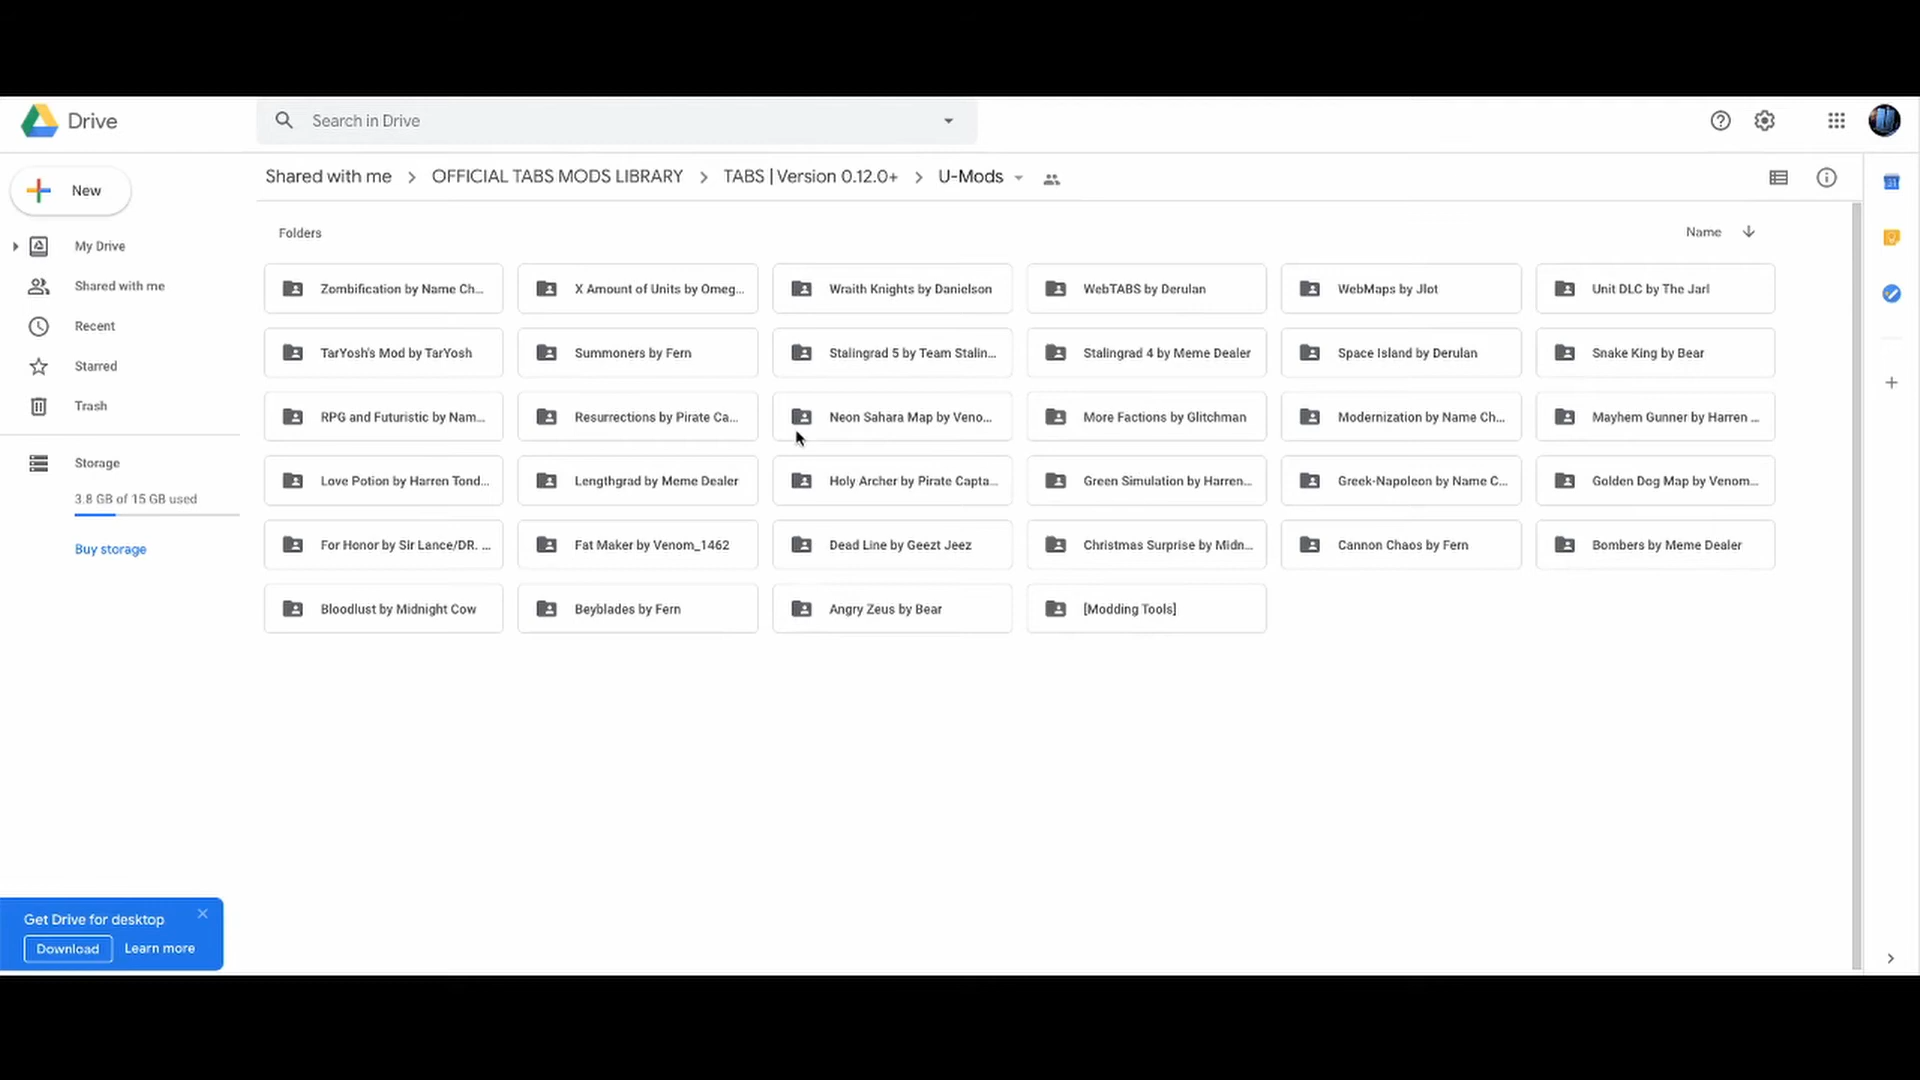 Drive
Search in Drive
New
Shared with me > OFFICIAL TABS MODS LIBRARY > TABS | Version 0.12.0+ > U-Mods
My Drive
Shared with me
Recent
Starred
Trash
Storage
3.8 GB of 15 GB used
Buy storage
Folders
Name
Zombification by Name Ch...
X Amount of Units by Omeg...
Wraith Knights by Danielson
WebTABS by Derulan
WebMaps by Jlot
Unit DLC by The Jarl
TarYosh's Mod by TarYosh
Summoners by Fern
Stalingrad 5 by Team Stalin...
Stalingrad 4 by Meme Dealer
Space Island by Derulan
Snake King by Bear
RPG and Futuristic by Nam...
Resurrections by Pirate Ca...
Neon Sahara Map by Veno...
More Factions by Glitchman
Modernization by Name Ch...
Mayhem Gunner by Harren ...
Love Potion by Harren Tond...
Lengthgrad by Meme Dealer
Holy Archer by Pirate Capta...
Green Simulation by Harren...
Greek-Napoleon by Name C...
Golden Dog Map by Venom...
For Honor by Sir Lance/DR. ...
Fat Maker by Venom_1462
Dead Line by Geezt Jeez
Christmas Surprise by Midn...
Cannon Chaos by Fern
Bombers by Meme Dealer
Bloodlust by Midnight Cow
Beyblades by Fern
Angry Zeus by Bear
[Modding Tools]
Get Drive for desktop
Download
Learn more
31